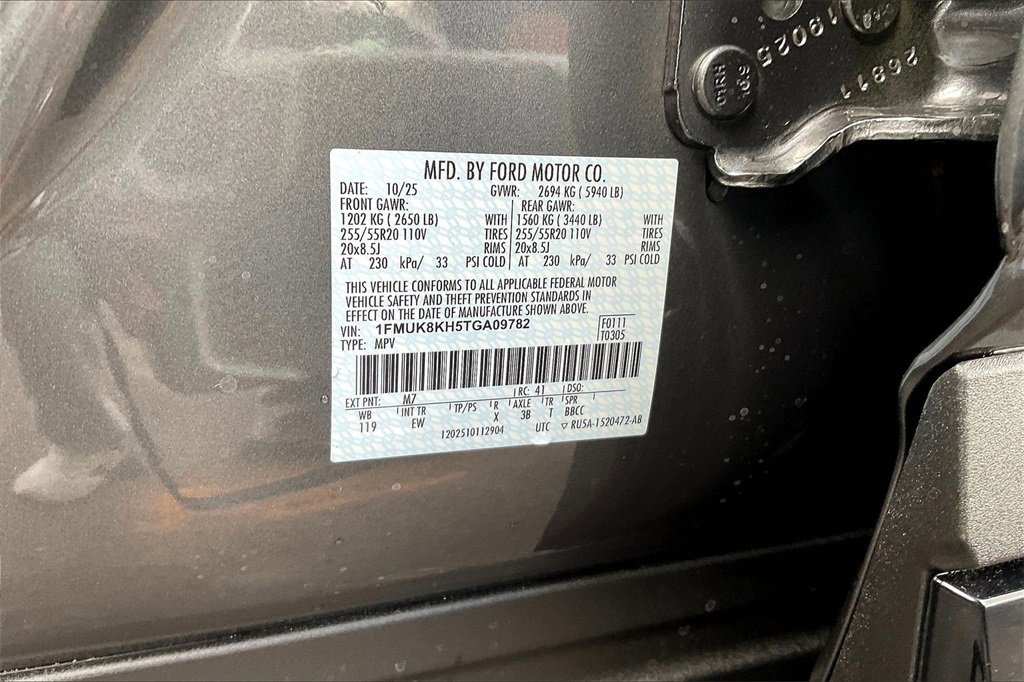 19025
26811
01RH
6.01
MFD. BY FORD MOTOR CO.
DATE: 10/25 GVWR: 2694 KG ( 5940 LB)
FRONT GAWR: REAR GAWR:
1202 KG ( 2650 LB) WITH 1560 KG ( 3440 LB) WITH
255/55R20 110V TIRES 255/55R20 110V TIRES
20x8.5J RIMS 20x8.5J RIMS
AT 230 kPa/ 33 PSI COLD AT 230 kPa/ 33 PSI COLD
THIS VEHICLE CONFORMS TO ALL APPLICABLE FEDERAL MOTOR
VEHICLE SAFETY AND THEFT PREVENTION STANDARDS IN
EFFECT ON THE DATE OF MANUFACTURE SHOWN ABOVE.
VIN: 1FMUK8KH5TGA09782 F0111
TYPE: MPV T0305
EXT PNT: M7 RC: 41 DSO:
WB INT TR TP/PS R AXLE TR SPR
119 EW X 3B T BBCC
1202510112904 UTC ▽ RU5A-1520472-AB